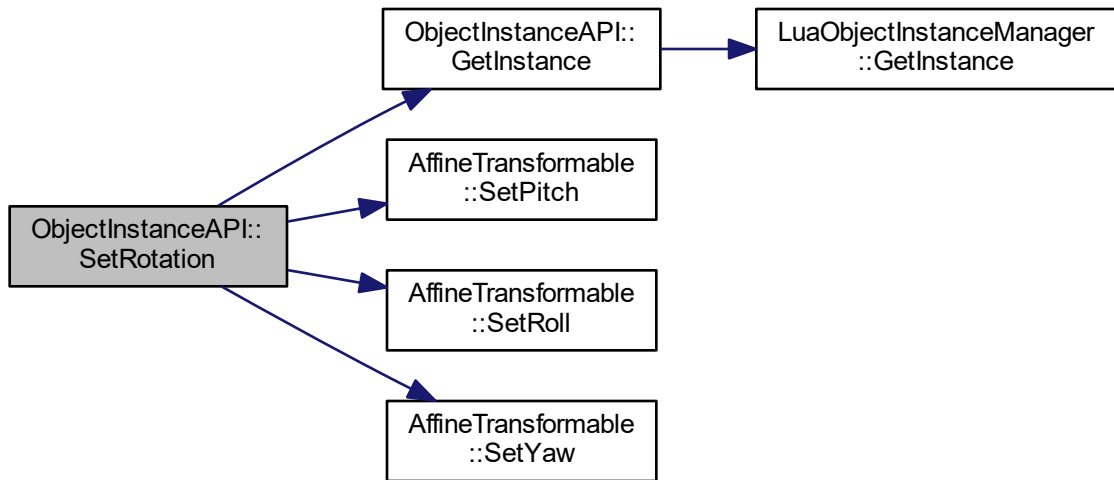 ObjectInstanceAPI::
SetRotation
ObjectInstanceAPI::
GetInstance
LuaObjectInstanceManager
::GetInstance
AffineTransformable
::SetPitch
AffineTransformable
::SetRoll
AffineTransformable
::SetYaw